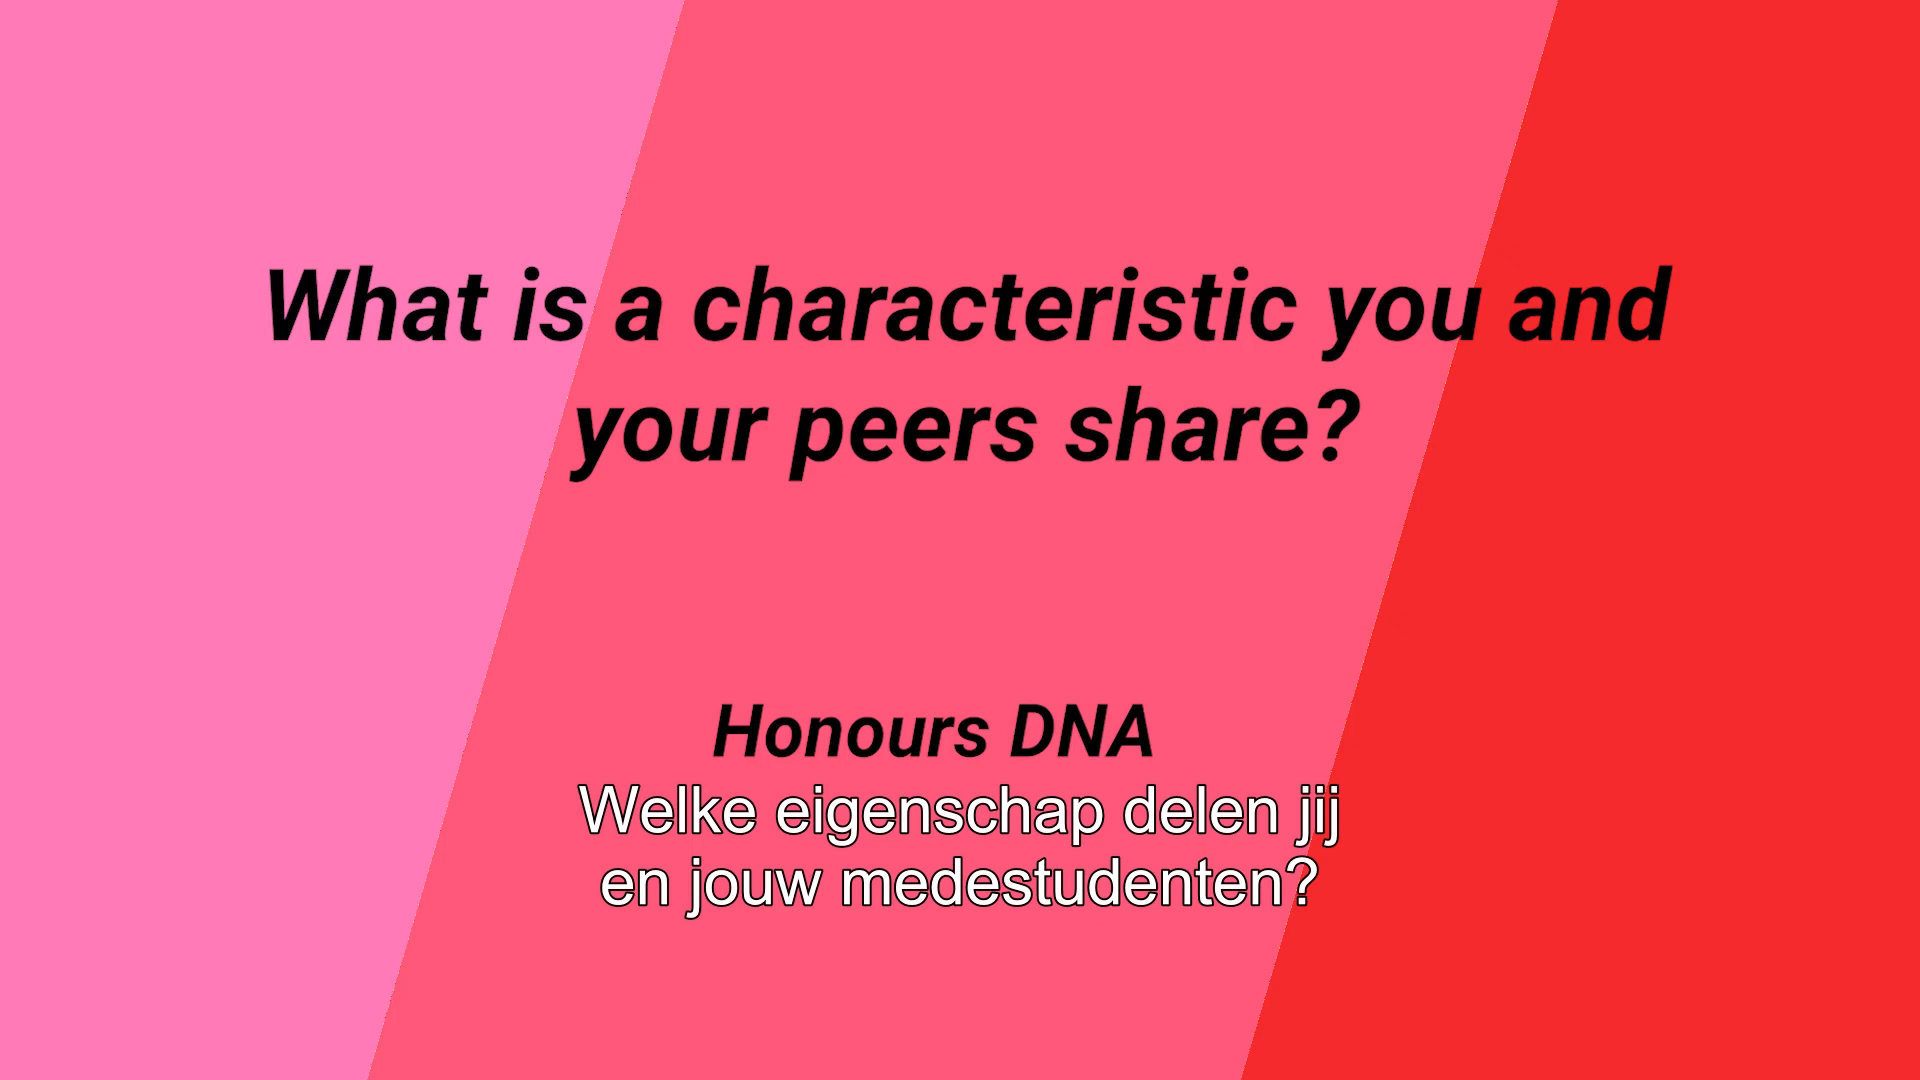 What is a characteristic you and
your peers share?
Honours DNA
Welke eigenschap delen jij
en jouw medestudenten?